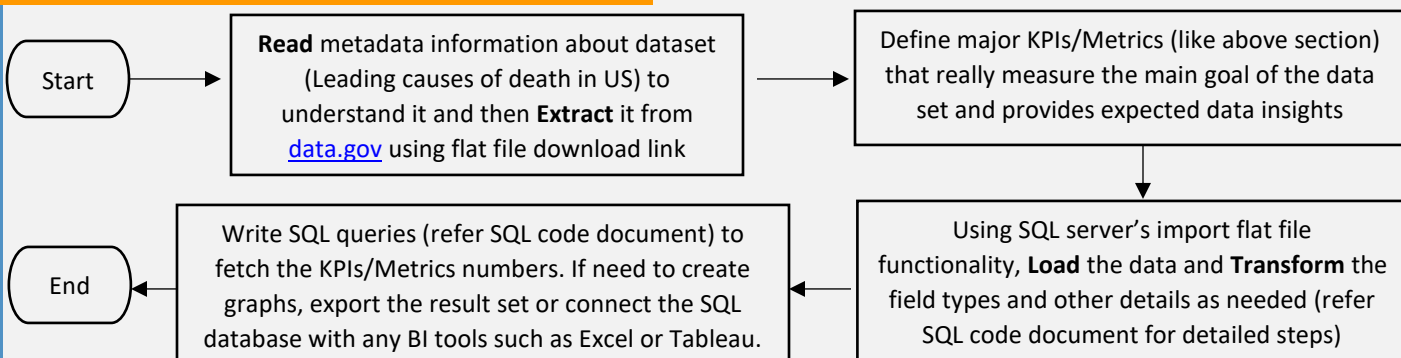 Start
Read metadata information about dataset
(Leading causes of death in US) to
understand it and then Extract it from
data.gov using flat file download link
Define major KPIs/Metrics (like above section)
that really measure the main goal of the data
set and provides expected data insights
Using SQL server’s import flat file
functionality, Load the data and Transform the
field types and other details as needed (refer
SQL code document for detailed steps)
Write SQL queries (refer SQL code document) to
fetch the KPIs/Metrics numbers. If need to create
graphs, export the result set or connect the SQL
database with any BI tools such as Excel or Tableau.
End